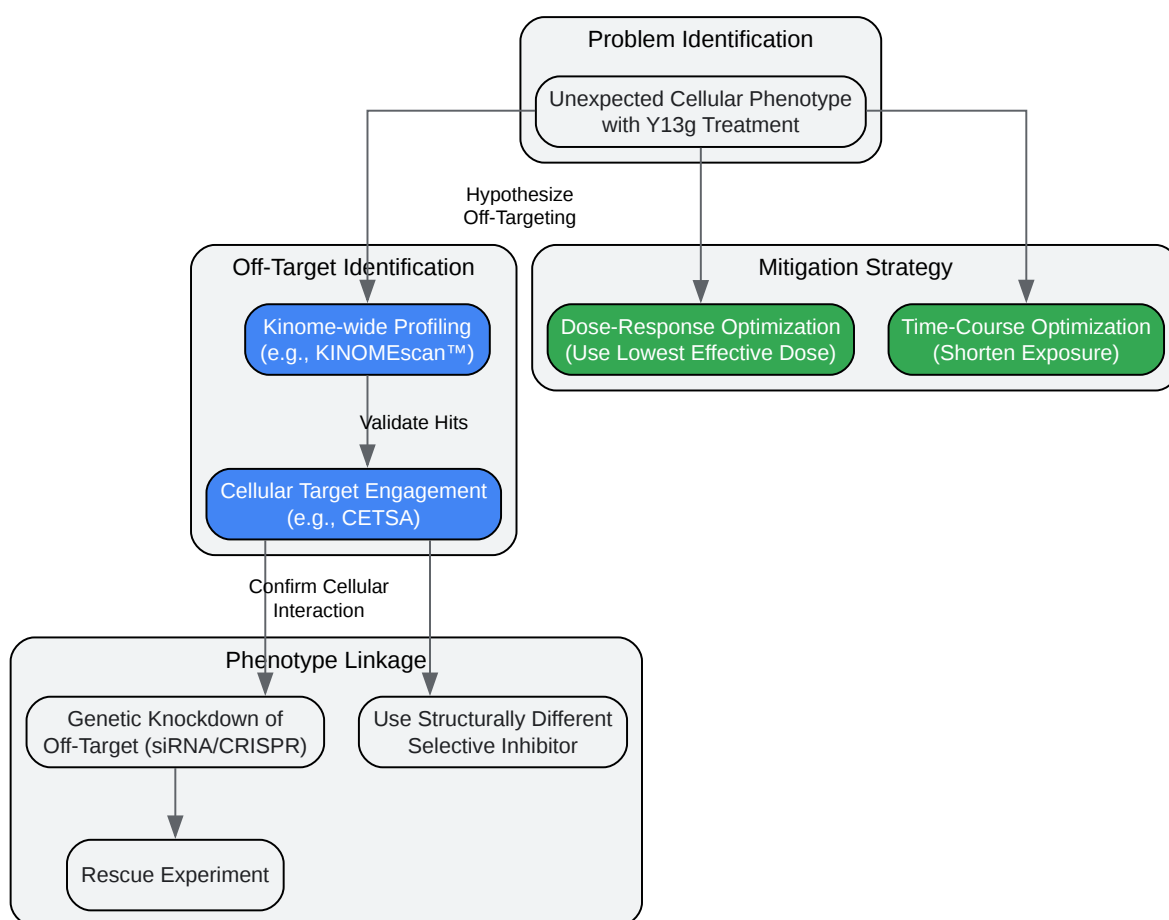 Problem Identification
Unexpected Cellular Phenotype
with Y13g Treatment
Hypothesize
Off-Targeting
Off-Target Identification
Kinome-wide Profiling
(e.g., KINOMEscan™)
Validate Hits
Cellular Target Engagement
(e.g., CETSA)
Mitigation Strategy
Dose-Response Optimization
(Use Lowest Effective Dose)
Time-Course Optimization
(Shorten Exposure)
Confirm Cellular
Interaction
Phenotype Linkage
Genetic Knockdown of
Off-Target (siRNA/CRISPR)
Use Structurally Different
Selective Inhibitor
Rescue Experiment